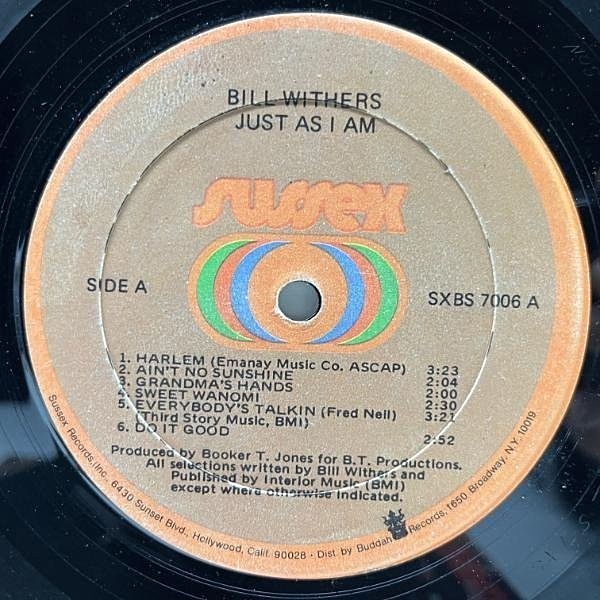 BILL WITHERS
JUST AS I AM
sussex
SIDE A
SXBS 7006 A
1. HARLEM (Emanay Music Co. ASCAP) 3:23
2. AIN'T NO SUNSHINE 2:04
3. GRANDMA'S HANDS 2:00
4. SWEET WANOMI 2:30
5. EVERYBODY'S TALKIN (Fred Neil) 3:21
(Third Story Music, BMI)
6. DO IT GOOD 2:52
Produced by Booker T. Jones for B.T. Productions.
All selections written by Bill Withers and
Published by Interior Music (BMI)
except where otherwise indicated.
Sussex Records, Inc. 6430 Sunset Blvd., Hollywood, Calif. 90028 · Dist. by Buddah Records, 1650 Broadway, N.Y. 10019